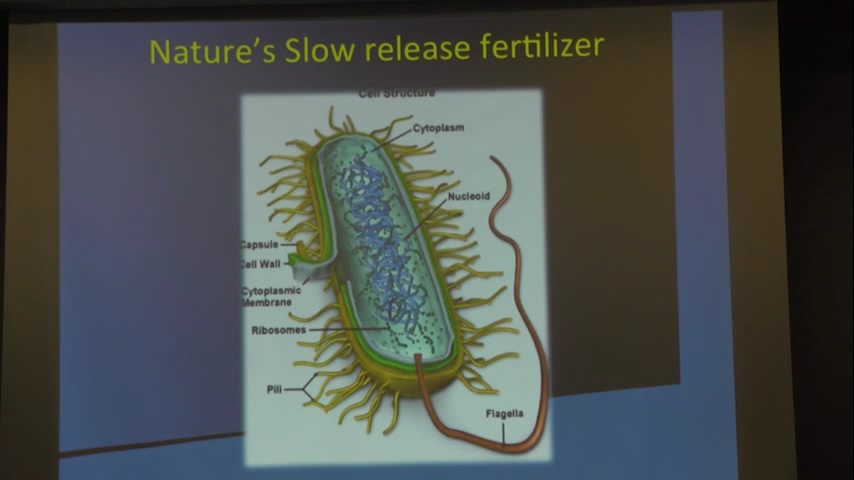 Nature's Slow release fertilizer
Cell Structure
Cytoplasm
Nucleoid
Capsule
Cell Wall
Cytoplasmic
Membrane
Ribosomes
Pili
Flagella